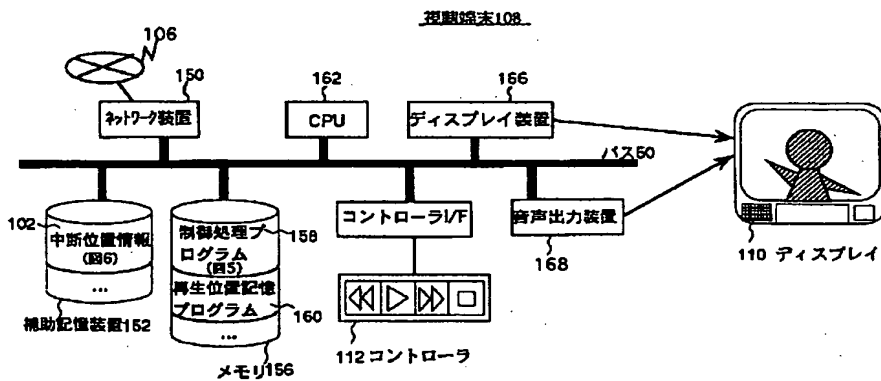 視聴端末108
106
150
ネットワーク装置
162
CPU
166
ディスプレイ装置
バス50
102
中断位置情報
(図6)
...
補助記憶装置152
制御処理プ
ログラム
(図5)
158
再生位置記憶
プログラム
160
...
メモリ156
コントローラI/F
112コントローラ
音声出力装置
168
110 ディスプレイ